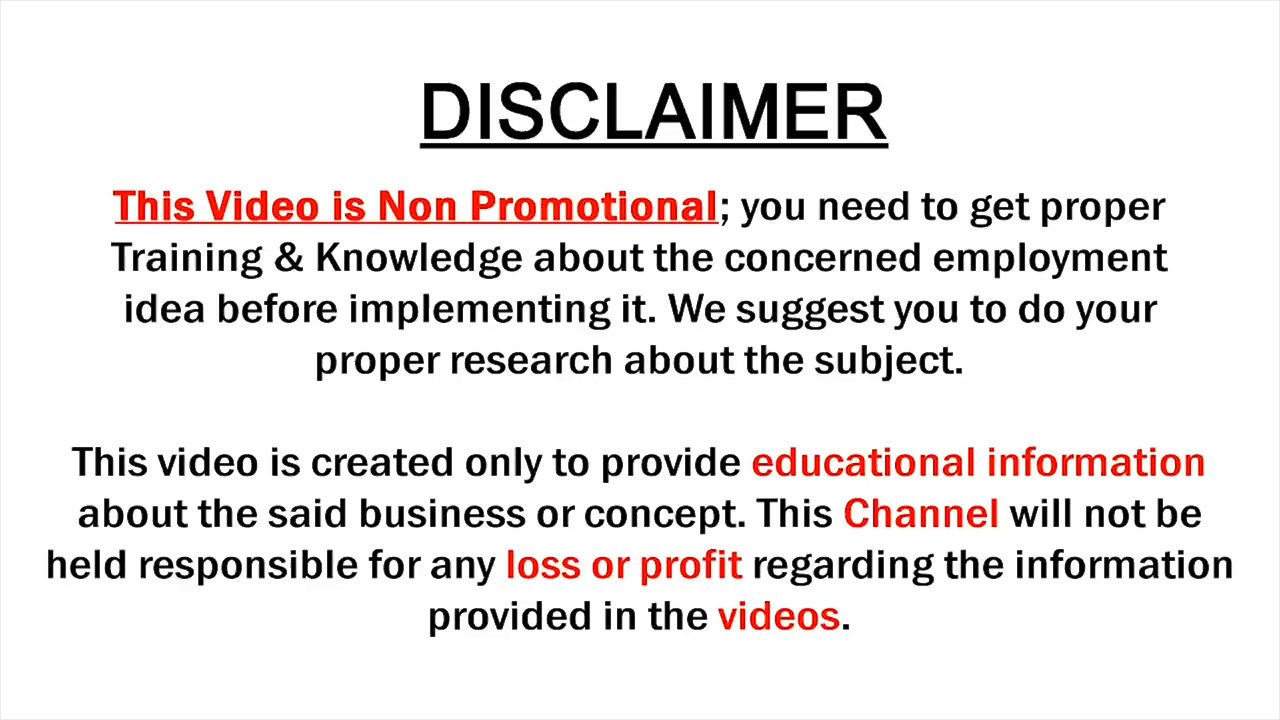 DISCLAIMER
This Video is Non Promotional; you need to get proper
Training & Knowledge about the concerned employment
idea before implementing it. We suggest you to do your
proper research about the subject.
This video is created only to provide educational information
about the said business or concept. This Channel will not be
held responsible for any loss or profit regarding the information
provided in the videos.